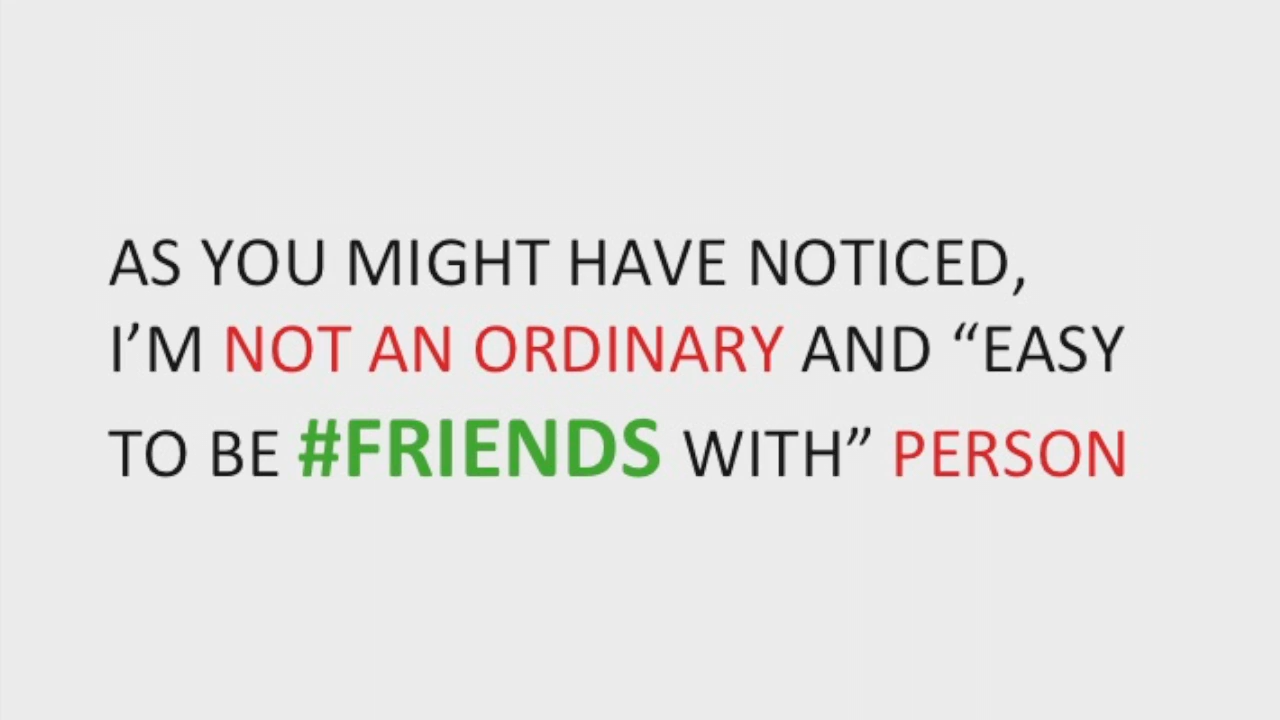 AS YOU MIGHT HAVE NOTICED,
I’M NOT AN ORDINARY AND “EASY
TO BE #FRIENDS WITH” PERSON